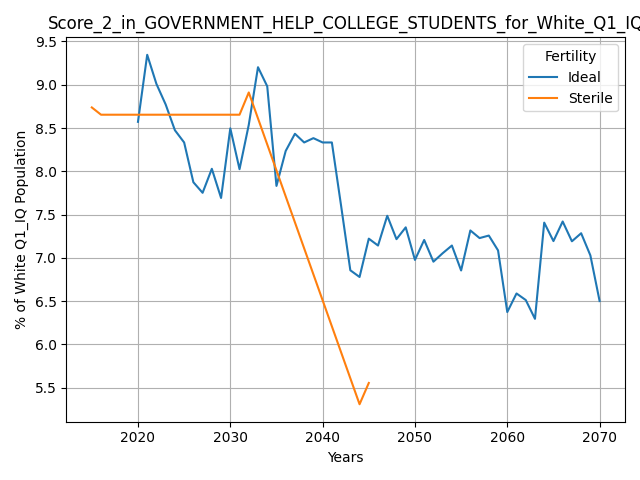 Score_2_in_GOVERNMENT_HELP_COLLEGE_STUDENTS_for_White_Q1_IQ
Fertility
Ideal
Sterile
% of White Q1_IQ Population
9.5
9.0
8.5
8.0
7.5
7.0
6.5
6.0
5.5
2020 2030 2040 2050 2060 2070
Years